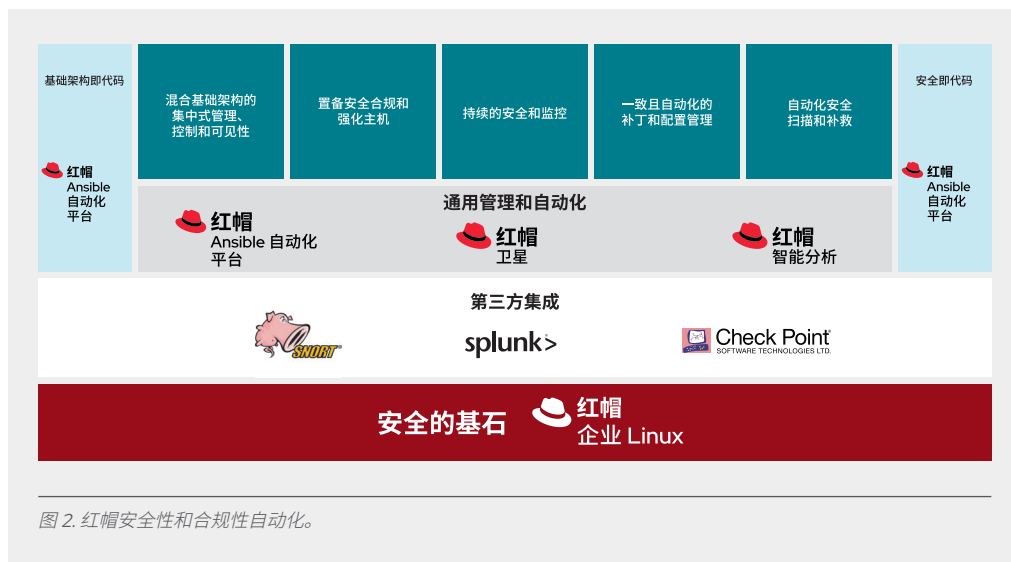 基础架构即代码
红帽
Ansible
自动化
平台
混合基础架构的
集中式管理、
控制和可见性
置备安全合规和
强化主机
持续的安全和监控
一致且自动化的
补丁和配置管理
自动化安全
扫描和补救
安全即代码
红帽
Ansible
自动化
平台
通用管理和自动化
红帽
Ansible 自动化
平台
红帽
卫星
红帽
智能分析
第三方集成
SNORT
splunk>
Check Point
SOFTWARE TECHNOLOGIES LTD.
安全的基石
红帽
企业 Linux
图 2. 红帽安全性和合规性自动化。